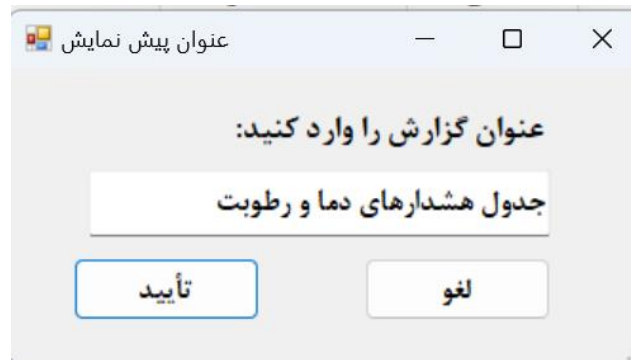 عنوان پیش نمایش
عنوان گزارش را وارد کنید:
جدول هشدارهای دما و رطوبت
لغو
تأیید